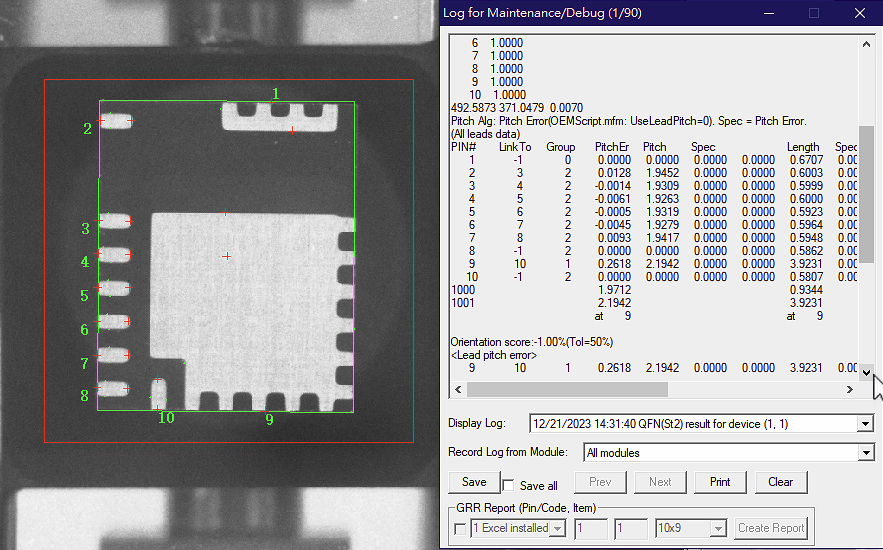 1
2
3
4
5
6
7
8
10
9
Log for Maintenance/Debug (1/90)
6 1.0000
7 1.0000
8 1.0000
9 1.0000
10 1.0000
492.5873 371.0479 0.0070
Pitch Alg: Pitch Error(OEMScript.mfm: UseLeadPitch=0). Spec = Pitch Error.
(All leads data)
PIN# LinkTo Group PitchEr Pitch Spec Length Spec
1 -1 0 0.0000 0.0000 0.0000 0.0000 0.6707 0.00
2 3 2 0.0128 1.9452 0.0000 0.0000 0.6003 0.00
3 4 2 -0.0014 1.9309 0.0000 0.0000 0.5999 0.00
4 5 2 -0.0061 1.9263 0.0000 0.0000 0.6000 0.00
5 6 2 -0.0005 1.9319 0.0000 0.0000 0.5923 0.00
6 7 2 -0.0045 1.9279 0.0000 0.0000 0.5964 0.00
7 8 2 0.0093 1.9417 0.0000 0.0000 0.5948 0.00
8 -1 2 0.0000 0.0000 0.0000 0.0000 0.5862 0.00
9 10 1 0.2618 2.1942 0.0000 0.0000 3.9231 0.00
10 -1 2 0.0000 0.0000 0.0000 0.0000 0.5807 0.00
1000 1.9712 0.9344
1001 2.1942 3.9231
at 9 at 9
Orientation score:-1.00%(Tol=50%)
<Lead pitch error>
9 10 1 0.2618 2.1942 0.0000 0.0000 3.9231 0.00
Display Log: 12/21/2023 14:31:40 QFN(St2) result for device (1, 1)
Record Log from Module: All modules
Save Save all Prev Next Print Clear
GRR Report (Pin/Code, Item)
1 Excel installed 1 1 10x9 Create Report